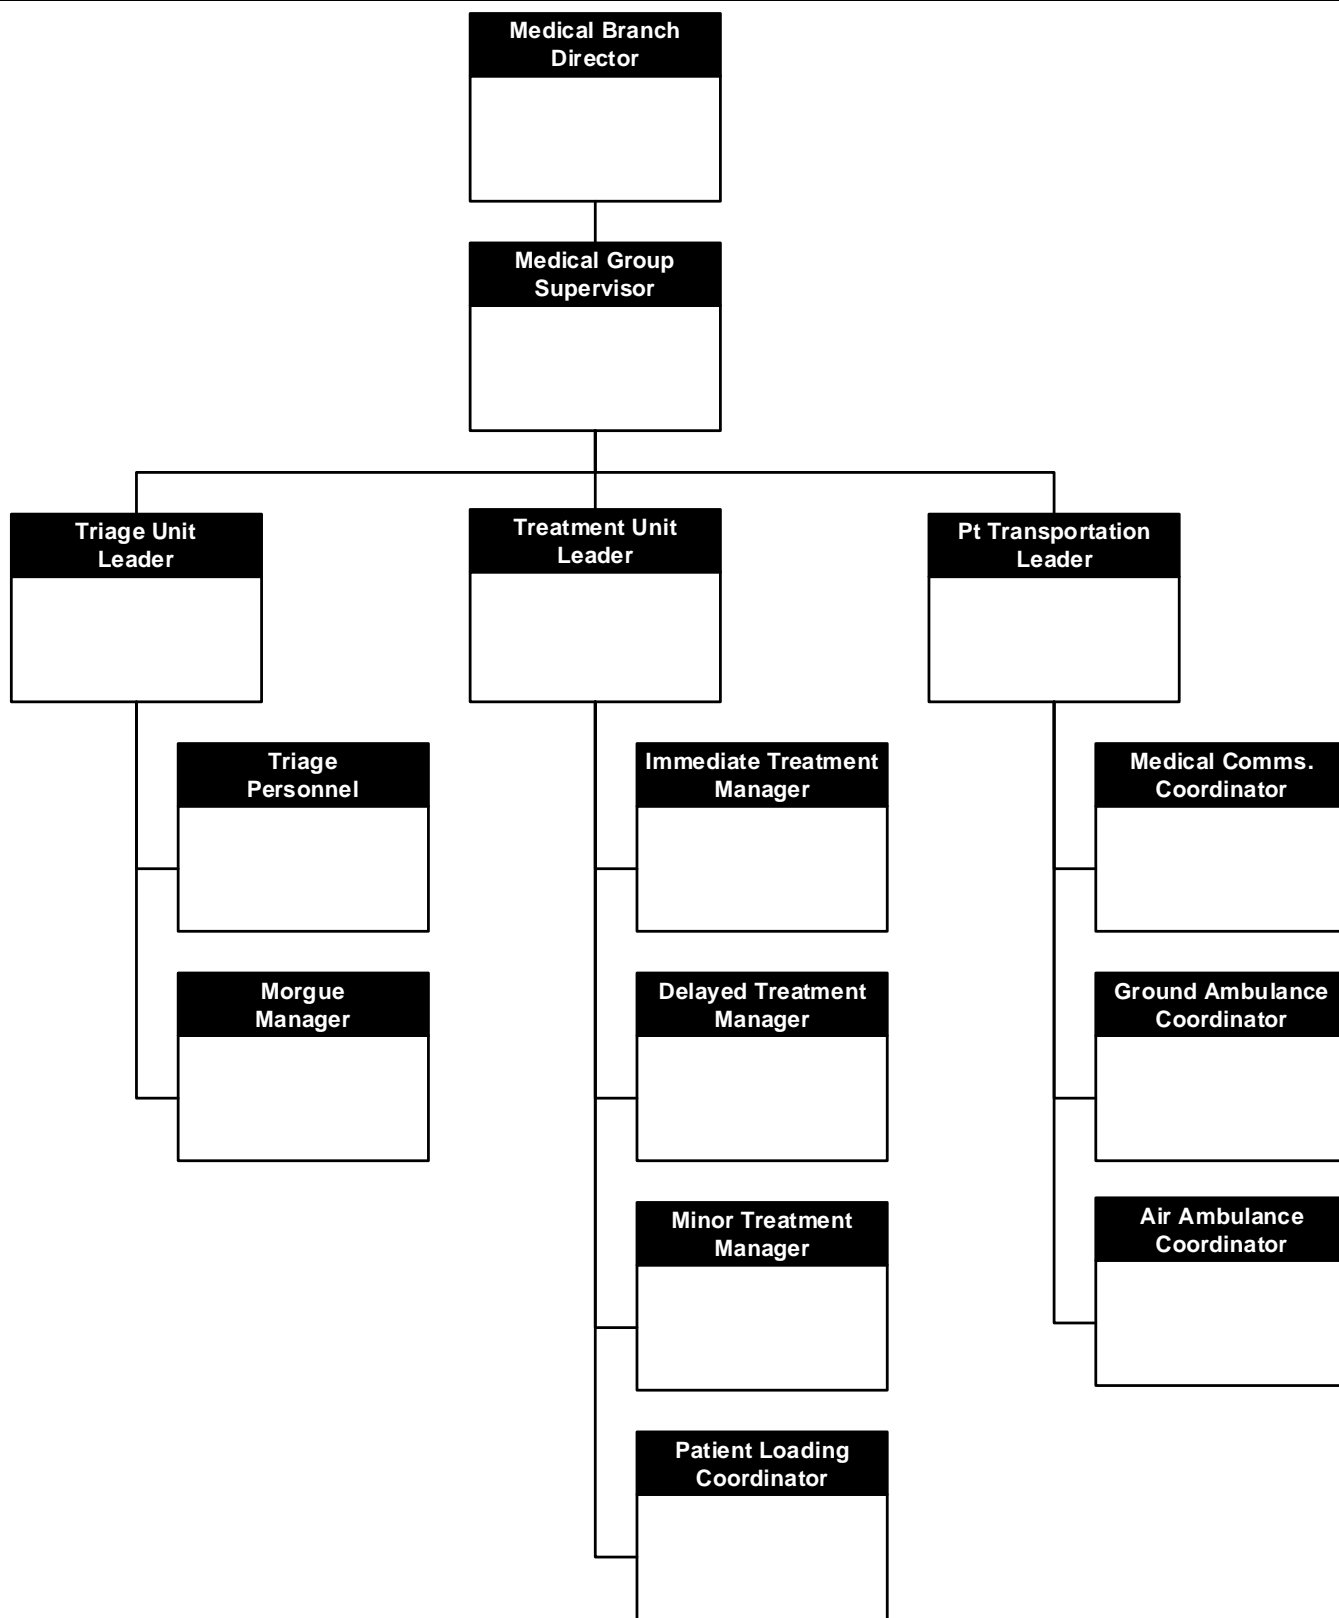 Medical Branch
Director
Medical Group
Supervisor
Triage Unit
Leader
Treatment Unit
Leader
Pt Transportation
Leader
Triage
Personnel
Immediate Treatment
Manager
Medical Comms.
Coordinator
Morgue
Manager
Delayed Treatment
Manager
Ground Ambulance
Coordinator
Minor Treatment
Manager
Air Ambulance
Coordinator
Patient Loading
Coordinator